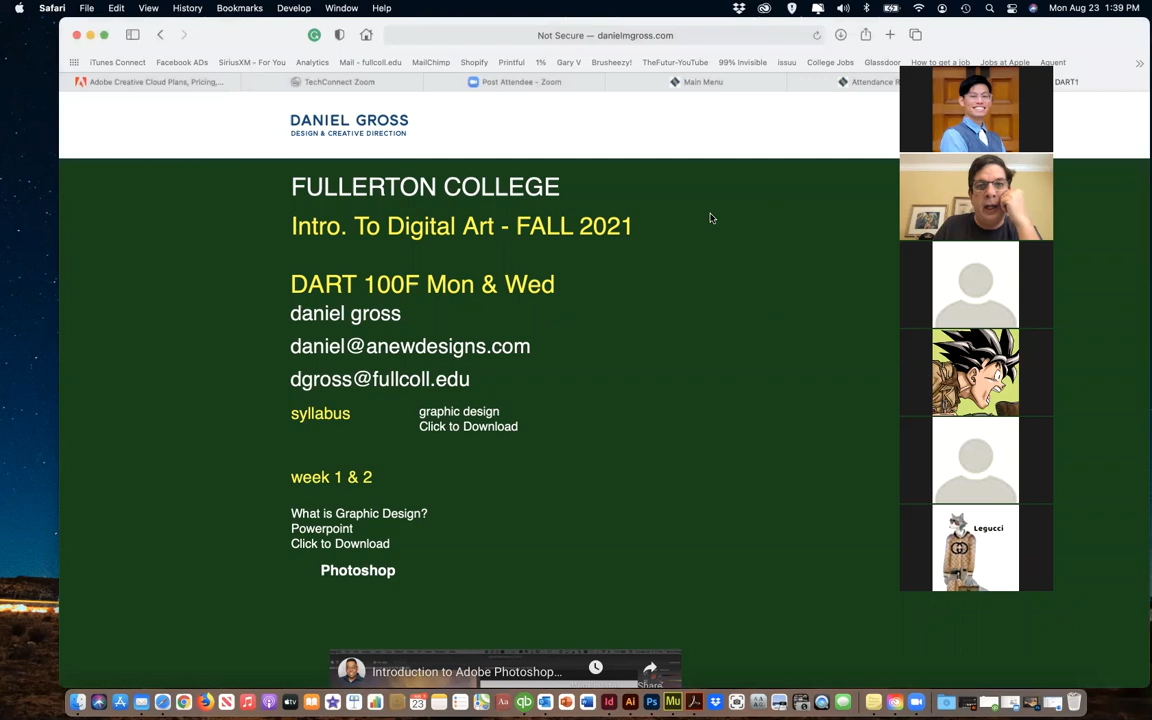 Safari File Edit View History Bookmarks Develop Window Help
Mon Aug 23 1:39 PM
Not Secure — danielmgross.com
iTunes Connect Facebook ADs SiriusXM - For You Analytics Mail - fullcoll.edu MailChimp Shopify Printful 1% Gary V Brusheezy! TheFutur-YouTube 99% Invisible issuu College Jobs Glassdoor How to get a job Jobs at Apple Aquent
Adobe Creative Cloud Plans, Pricing,... TechConnect Zoom Post Attendee - Zoom Main Menu Attendance R DART1
DANIEL GROSS
DESIGN & CREATIVE DIRECTION
FULLERTON COLLEGE
Intro. To Digital Art - FALL 2021
DART 100F Mon & Wed
daniel gross
daniel@anewdesigns.com
dgross@fullcoll.edu
syllabus
graphic design
Click to Download
week 1 & 2
What is Graphic Design?
Powerpoint
Click to Download
Photoshop
Legucci
Introduction to Adobe Photoshop...
Share